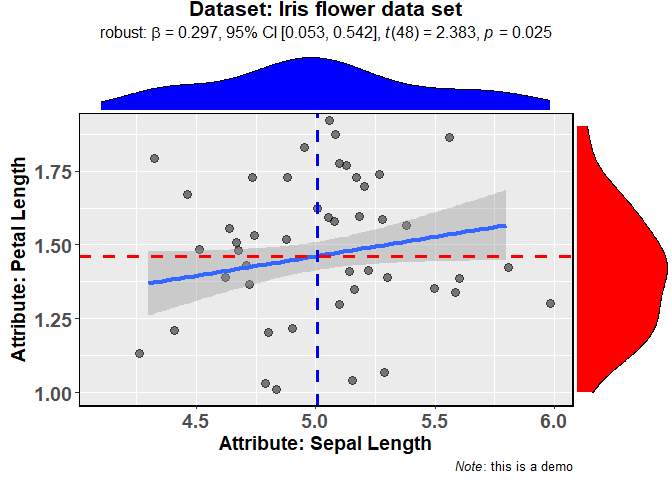 Dataset: Iris flower data set
robust: β = 0.297, 95% CI [0.053, 0.542], t(48) = 2.383, p = 0.025
Attribute: Petal Length
1.75
1.50
1.25
1.00
4.5 5.0 5.5 6.0
Attribute: Sepal Length
Note: this is a demo